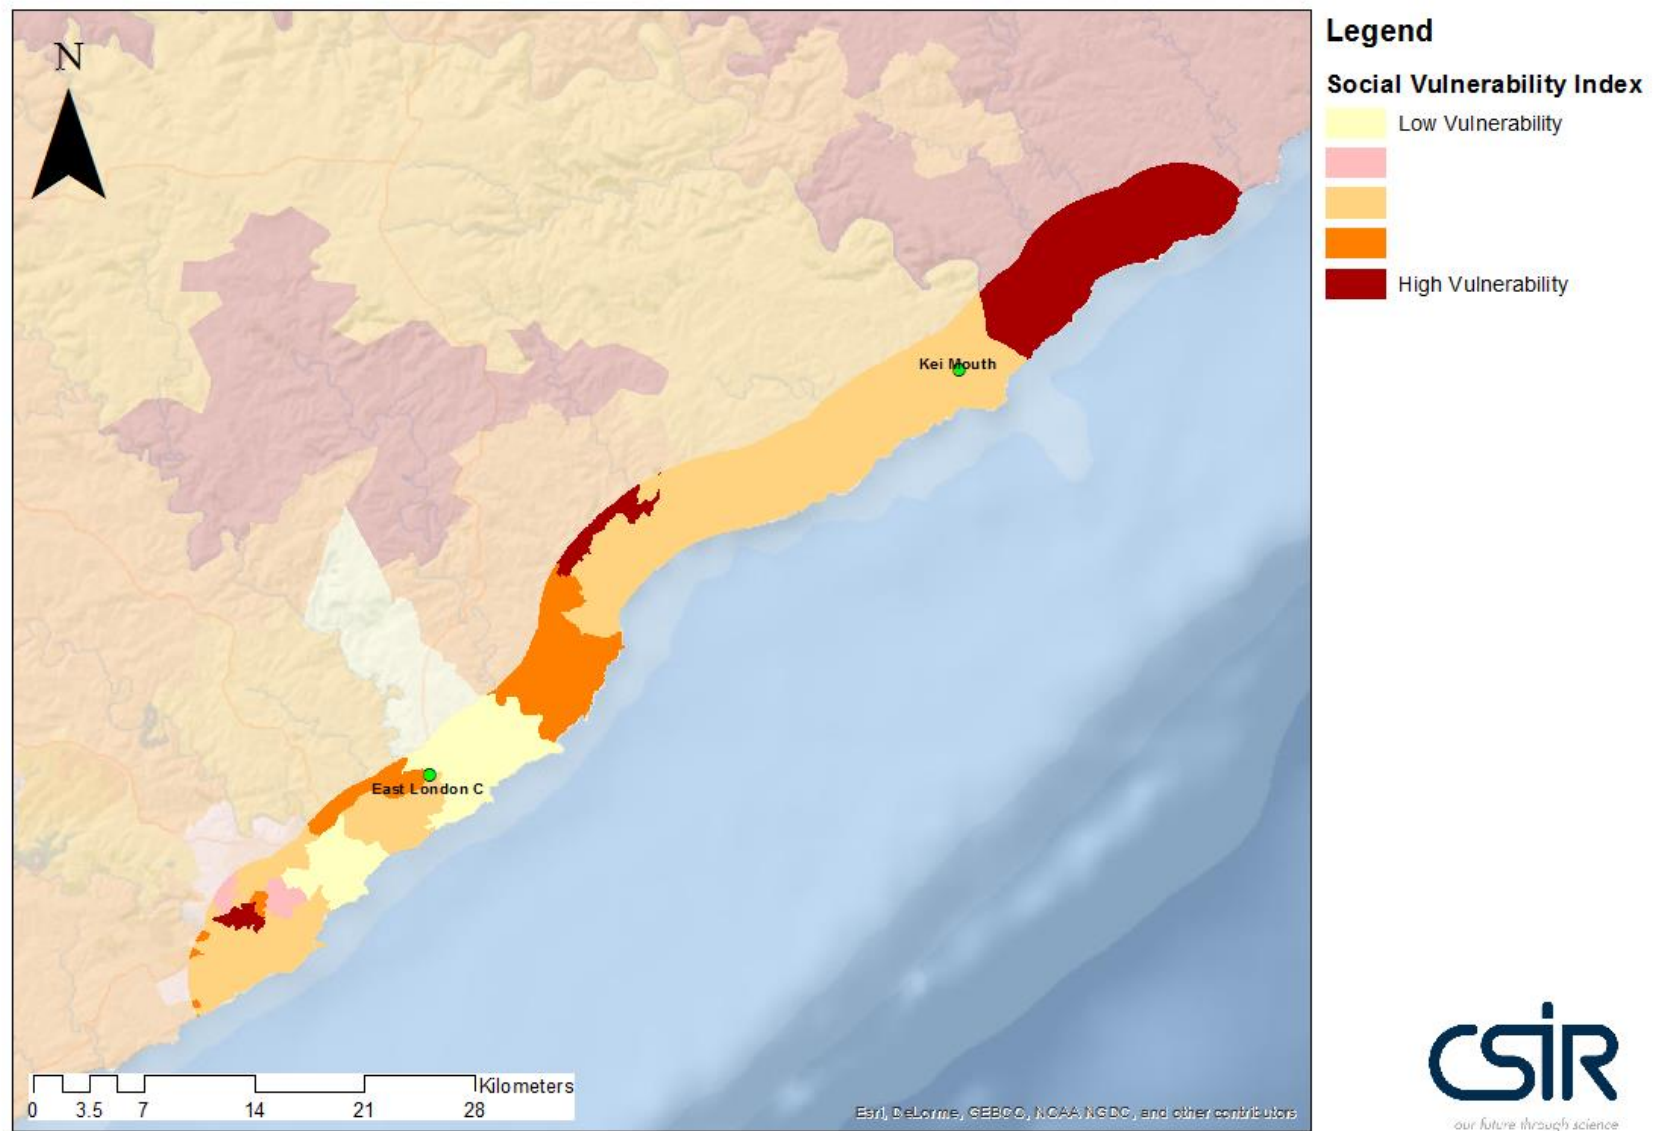 N
Legend
Social Vulnerability Index
Low Vulnerability
High Vulnerability
Kei Mouth
East London C
Kilometers
0 3.5 7 14 21 28
Esri, DeLorme, GEBCO, NOAA NGDC, and other contributors
CSIR
our future through science